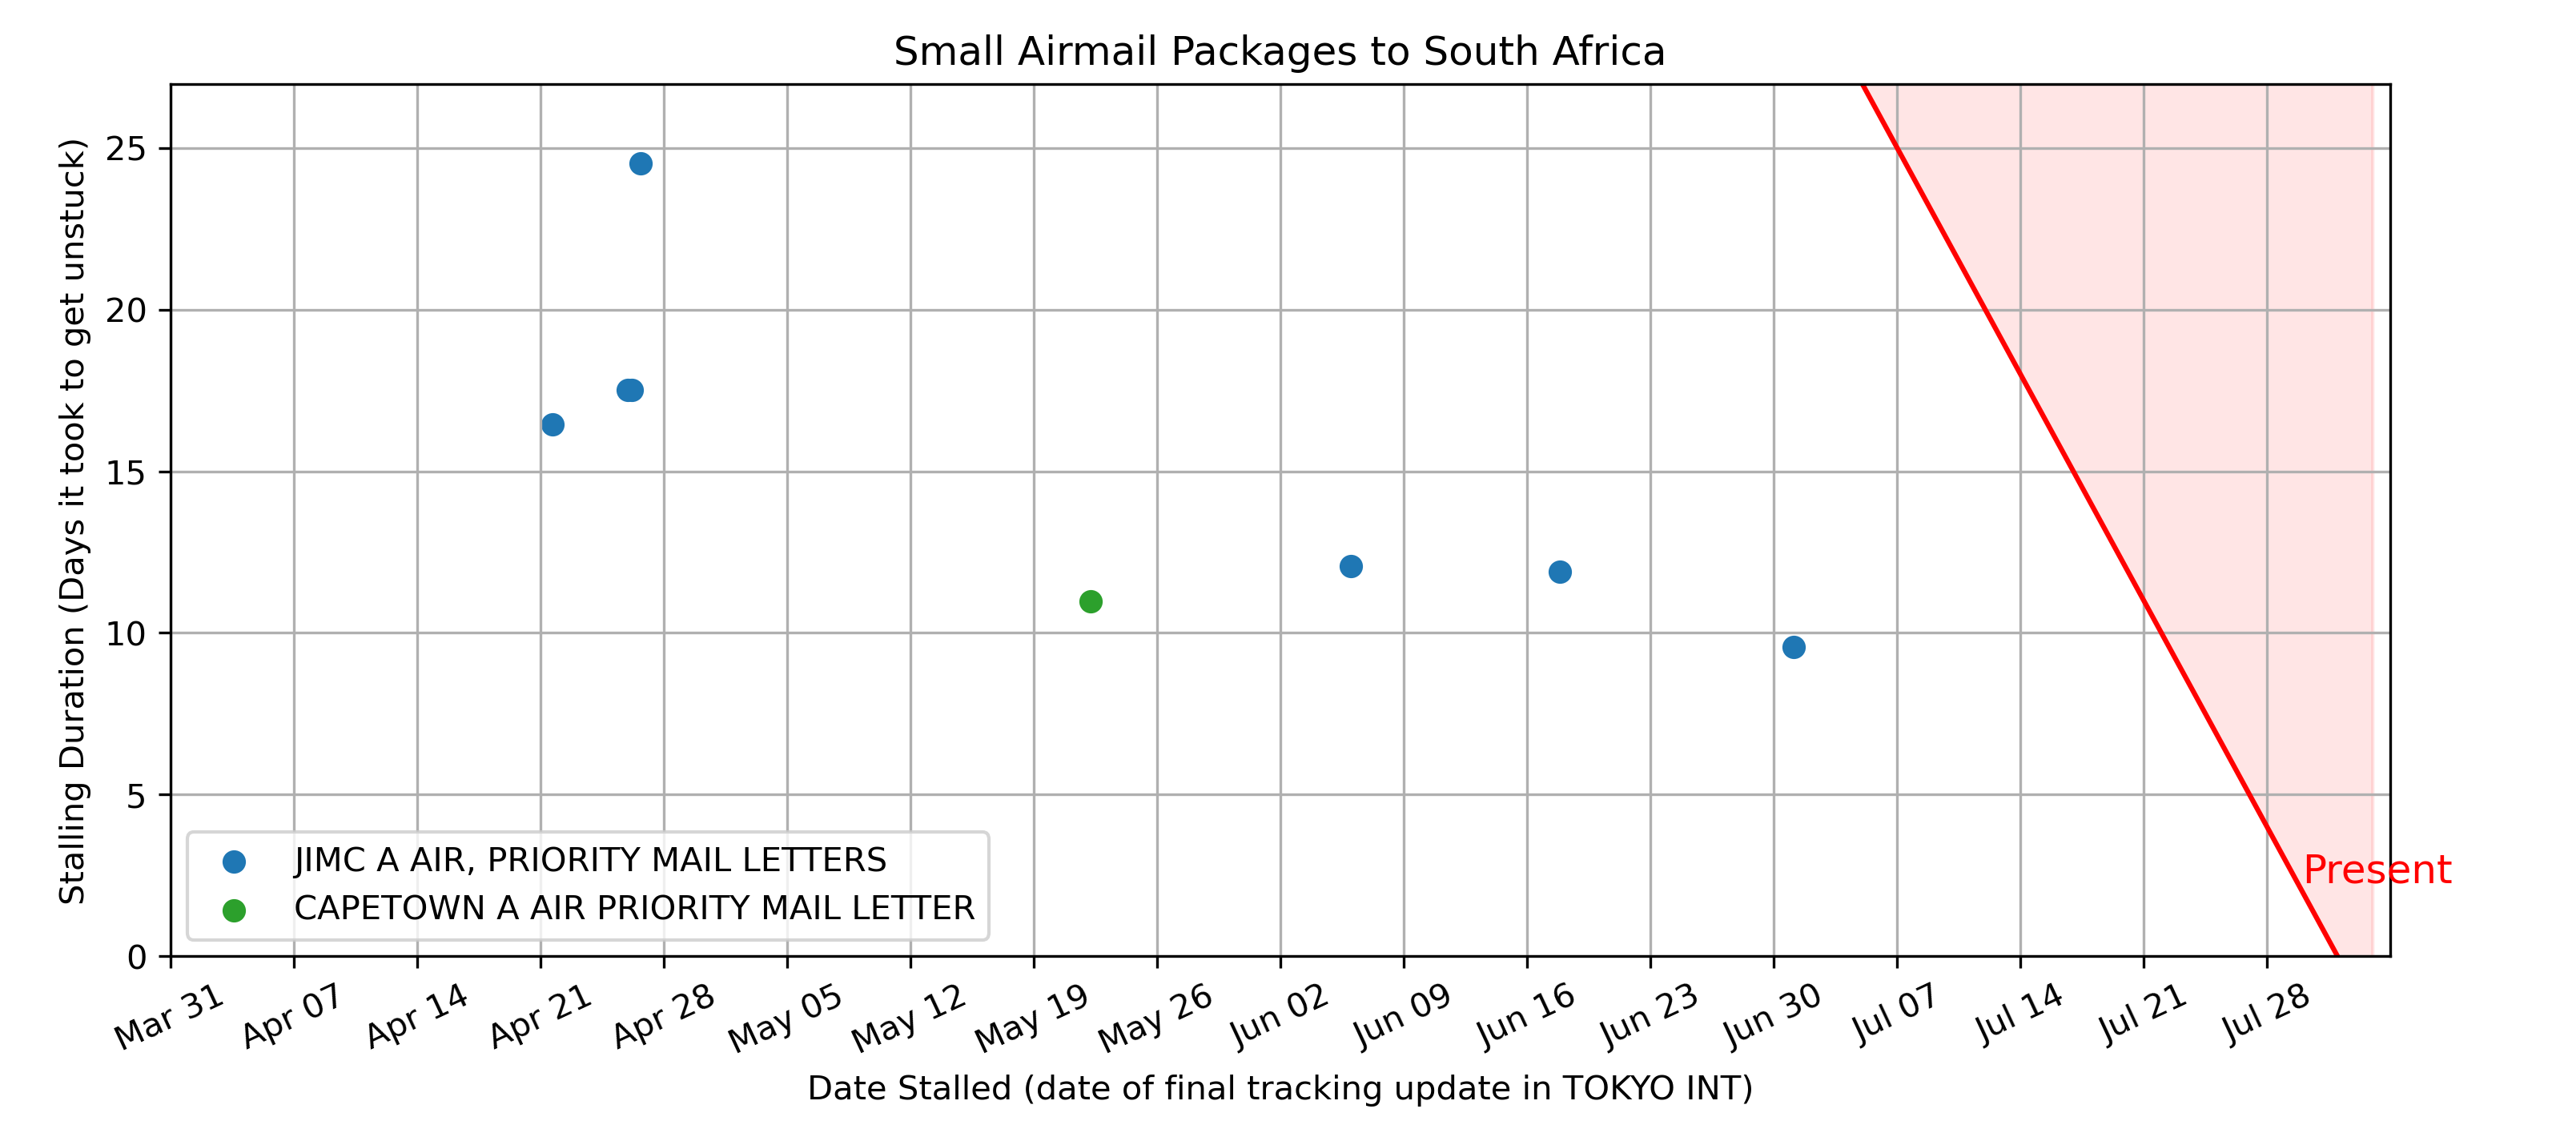 Small Airmail Packages to South Africa
Stalling Duration (Days it took to get unstuck)
25
20
15
10
5
0
JIMC A AIR, PRIORITY MAIL LETTERS
CAPETOWN A AIR PRIORITY MAIL LETTER
Present
Mar 31 Apr 07 Apr 14 Apr 21 Apr 28 May 05 May 12 May 19 May 26 Jun 02 Jun 09 Jun 16 Jun 23 Jun 30 Jul 07 Jul 14 Jul 21 Jul 28
Date Stalled (date of final tracking update in TOKYO INT)